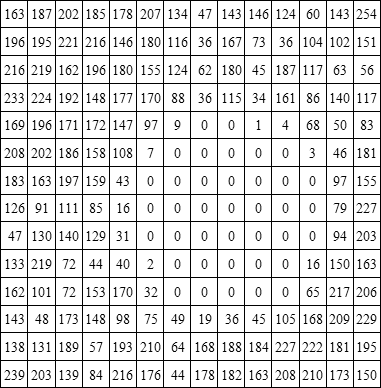 163 187 202 185 178 207 134 47 143 146 124 60 143 254
196 195 221 216 146 180 116 36 167 73 36 104 102 151
216 219 162 196 180 155 124 62 180 45 187 117 63 56
233 224 192 148 177 170 88 36 115 34 161 86 140 117
169 196 171 172 147 97 9 0 0 1 4 68 50 83
208 202 186 158 108 7 0 0 0 0 0 3 46 181
183 163 197 159 43 0 0 0 0 0 0 0 97 155
126 91 111 85 16 0 0 0 0 0 0 0 79 227
47 130 140 129 31 0 0 0 0 0 0 0 94 203
133 219 72 44 40 2 0 0 0 0 0 16 150 163
162 101 72 153 170 32 0 0 0 0 0 65 217 206
143 48 173 148 98 75 49 19 36 45 105 168 209 229
138 131 189 57 193 210 64 168 188 184 227 222 181 195
239 203 139 84 216 176 44 178 182 163 208 210 173 150